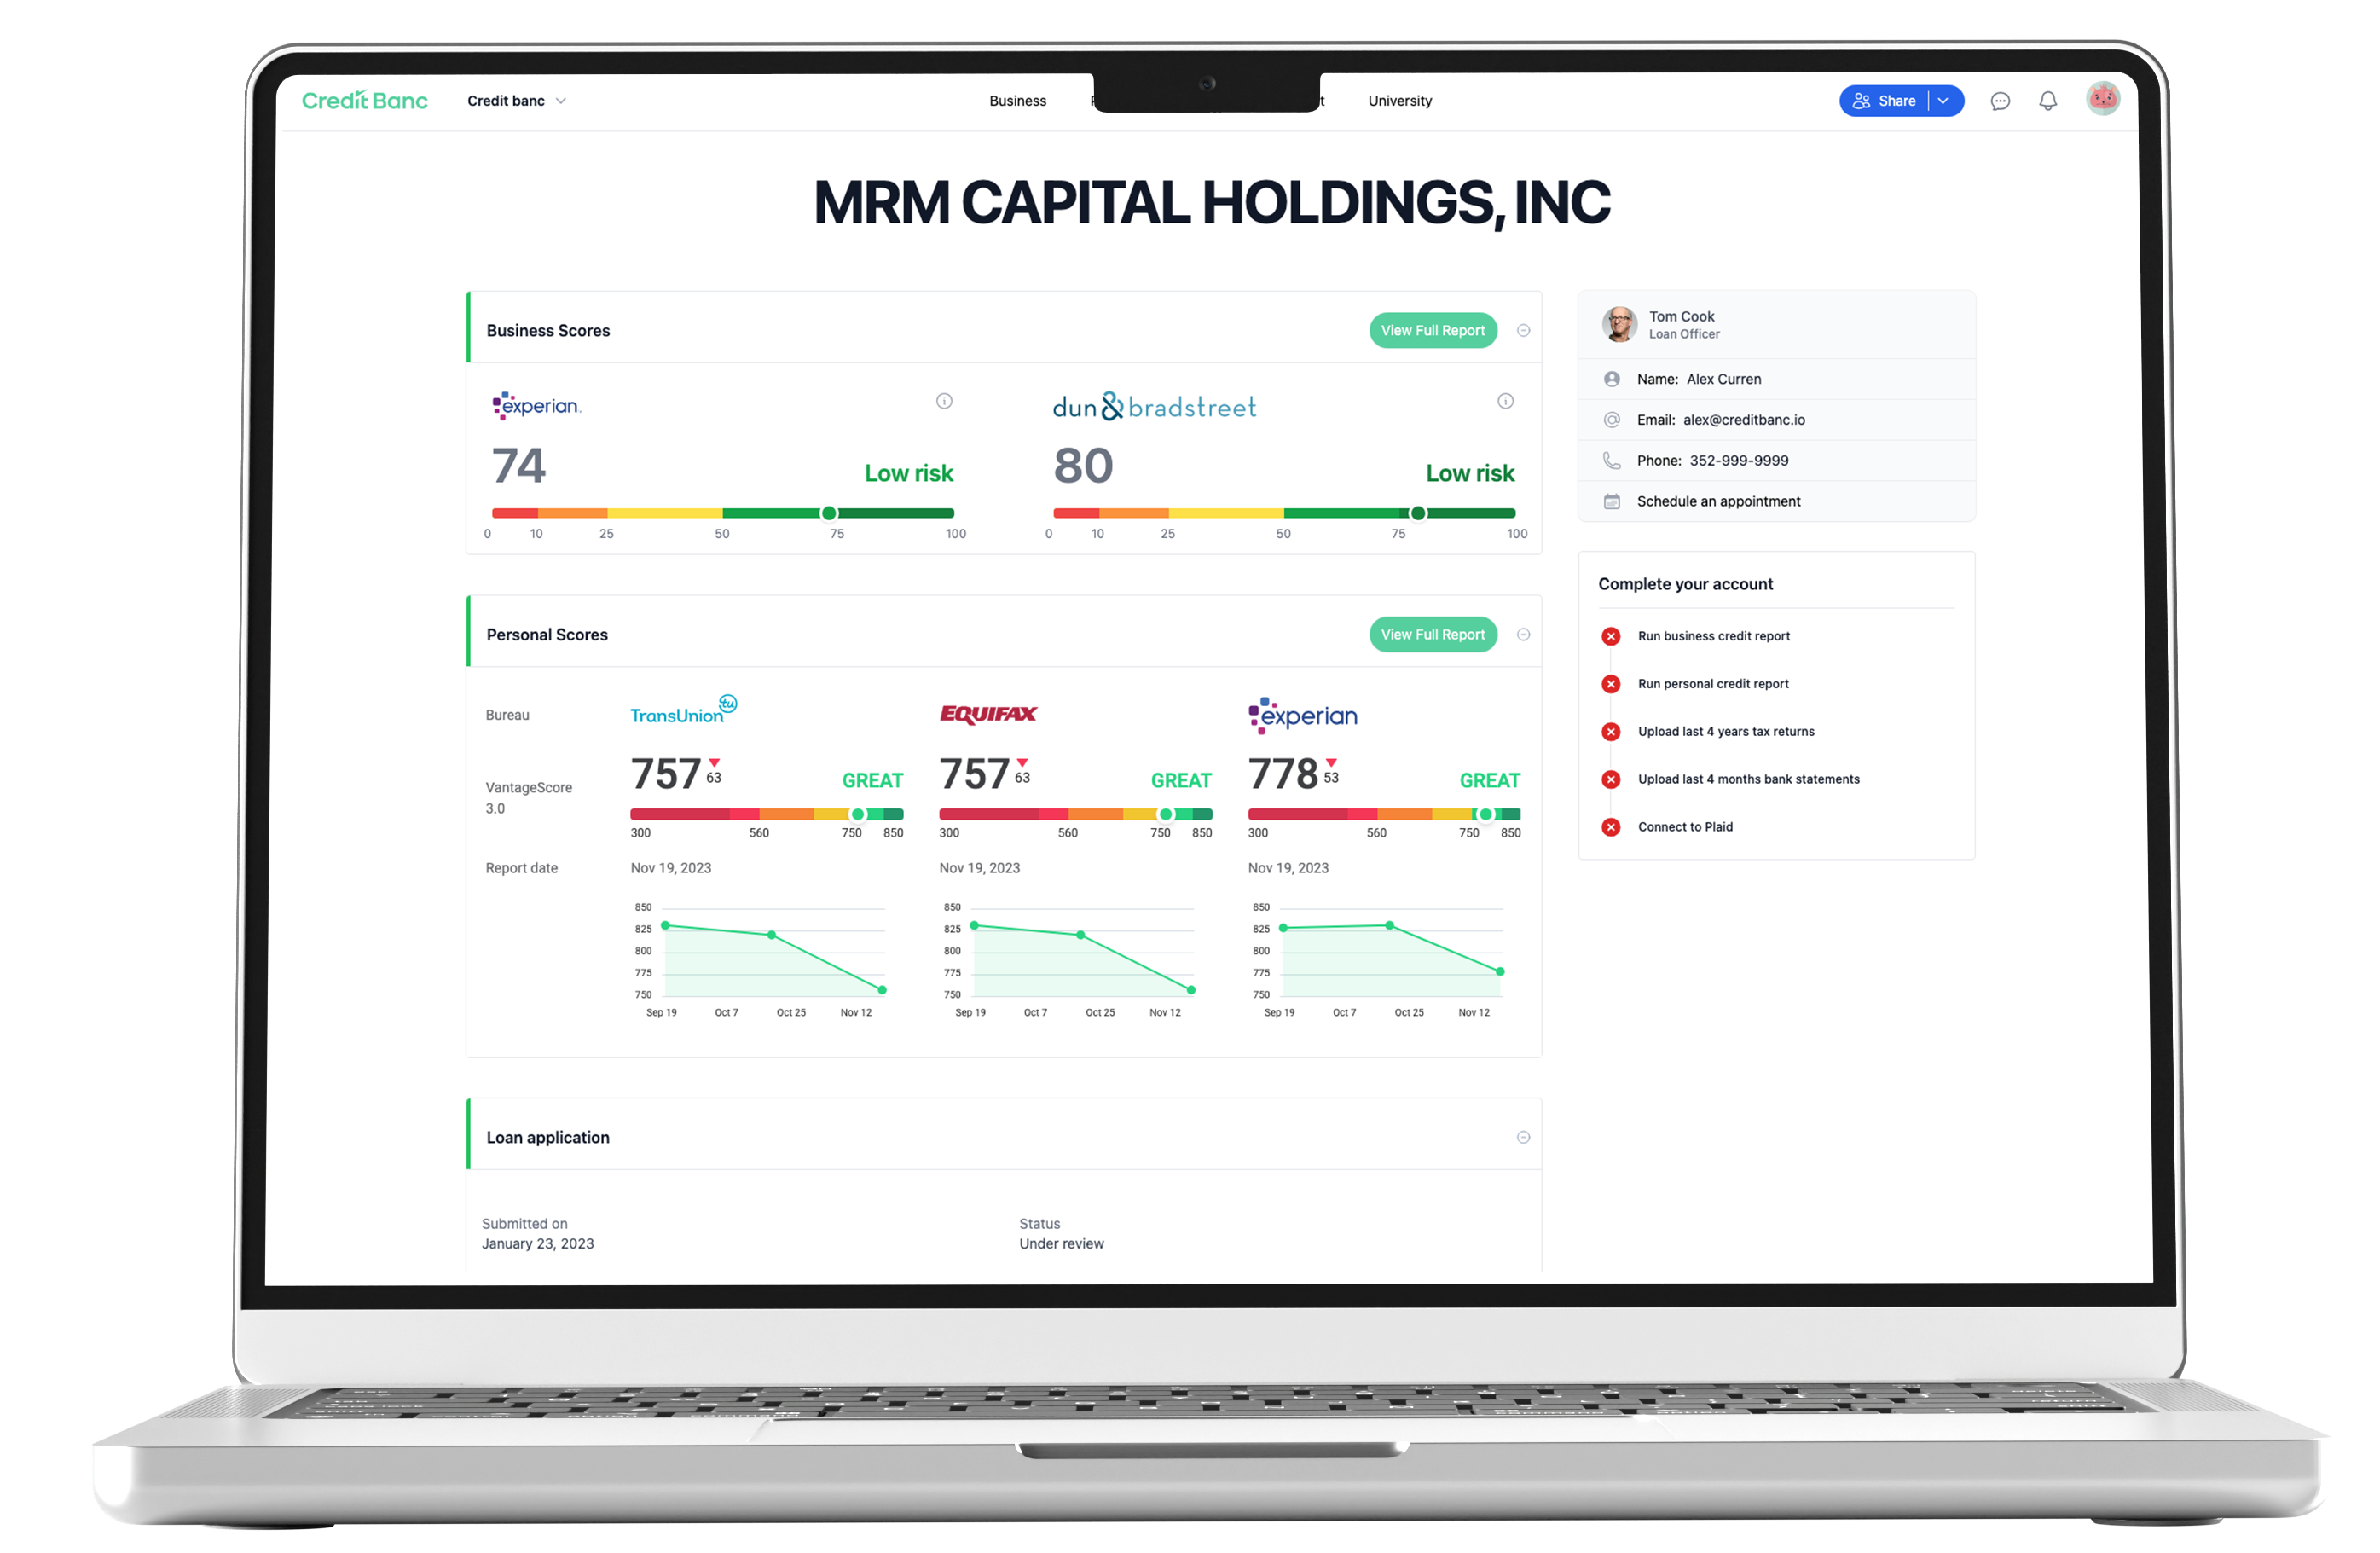 Credit Banc
Credit banc
Business
University
Share
MRM CAPITAL HOLDINGS, INC
Business Scores
View Full Report
experian.
74
Low risk
0 10 25 50 75 100
dun & bradstreet
80
Low risk
0 10 25 50 75 100
Personal Scores
View Full Report
Bureau
TransUnion tu
EQUIFAX
experian
VantageScore
3.0
757 63 GREAT
300 560 750 850
757 63 GREAT
300 560 750 850
778 53 GREAT
300 560 750 850
Report date
Nov 19, 2023
Nov 19, 2023
Nov 19, 2023
850
825
800
775
750
Sep 19 Oct 7 Oct 25 Nov 12
850
825
800
775
750
Sep 19 Oct 7 Oct 25 Nov 12
850
825
800
775
750
Sep 19 Oct 7 Oct 25 Nov 12
Loan application
Submitted on
January 23, 2023
Status
Under review
Tom Cook
Loan Officer
Name: Alex Curren
Email: alex@creditbanc.io
Phone: 352-999-9999
Schedule an appointment
Complete your account
Run business credit report
Run personal credit report
Upload last 4 years tax returns
Upload last 4 months bank statements
Connect to Plaid